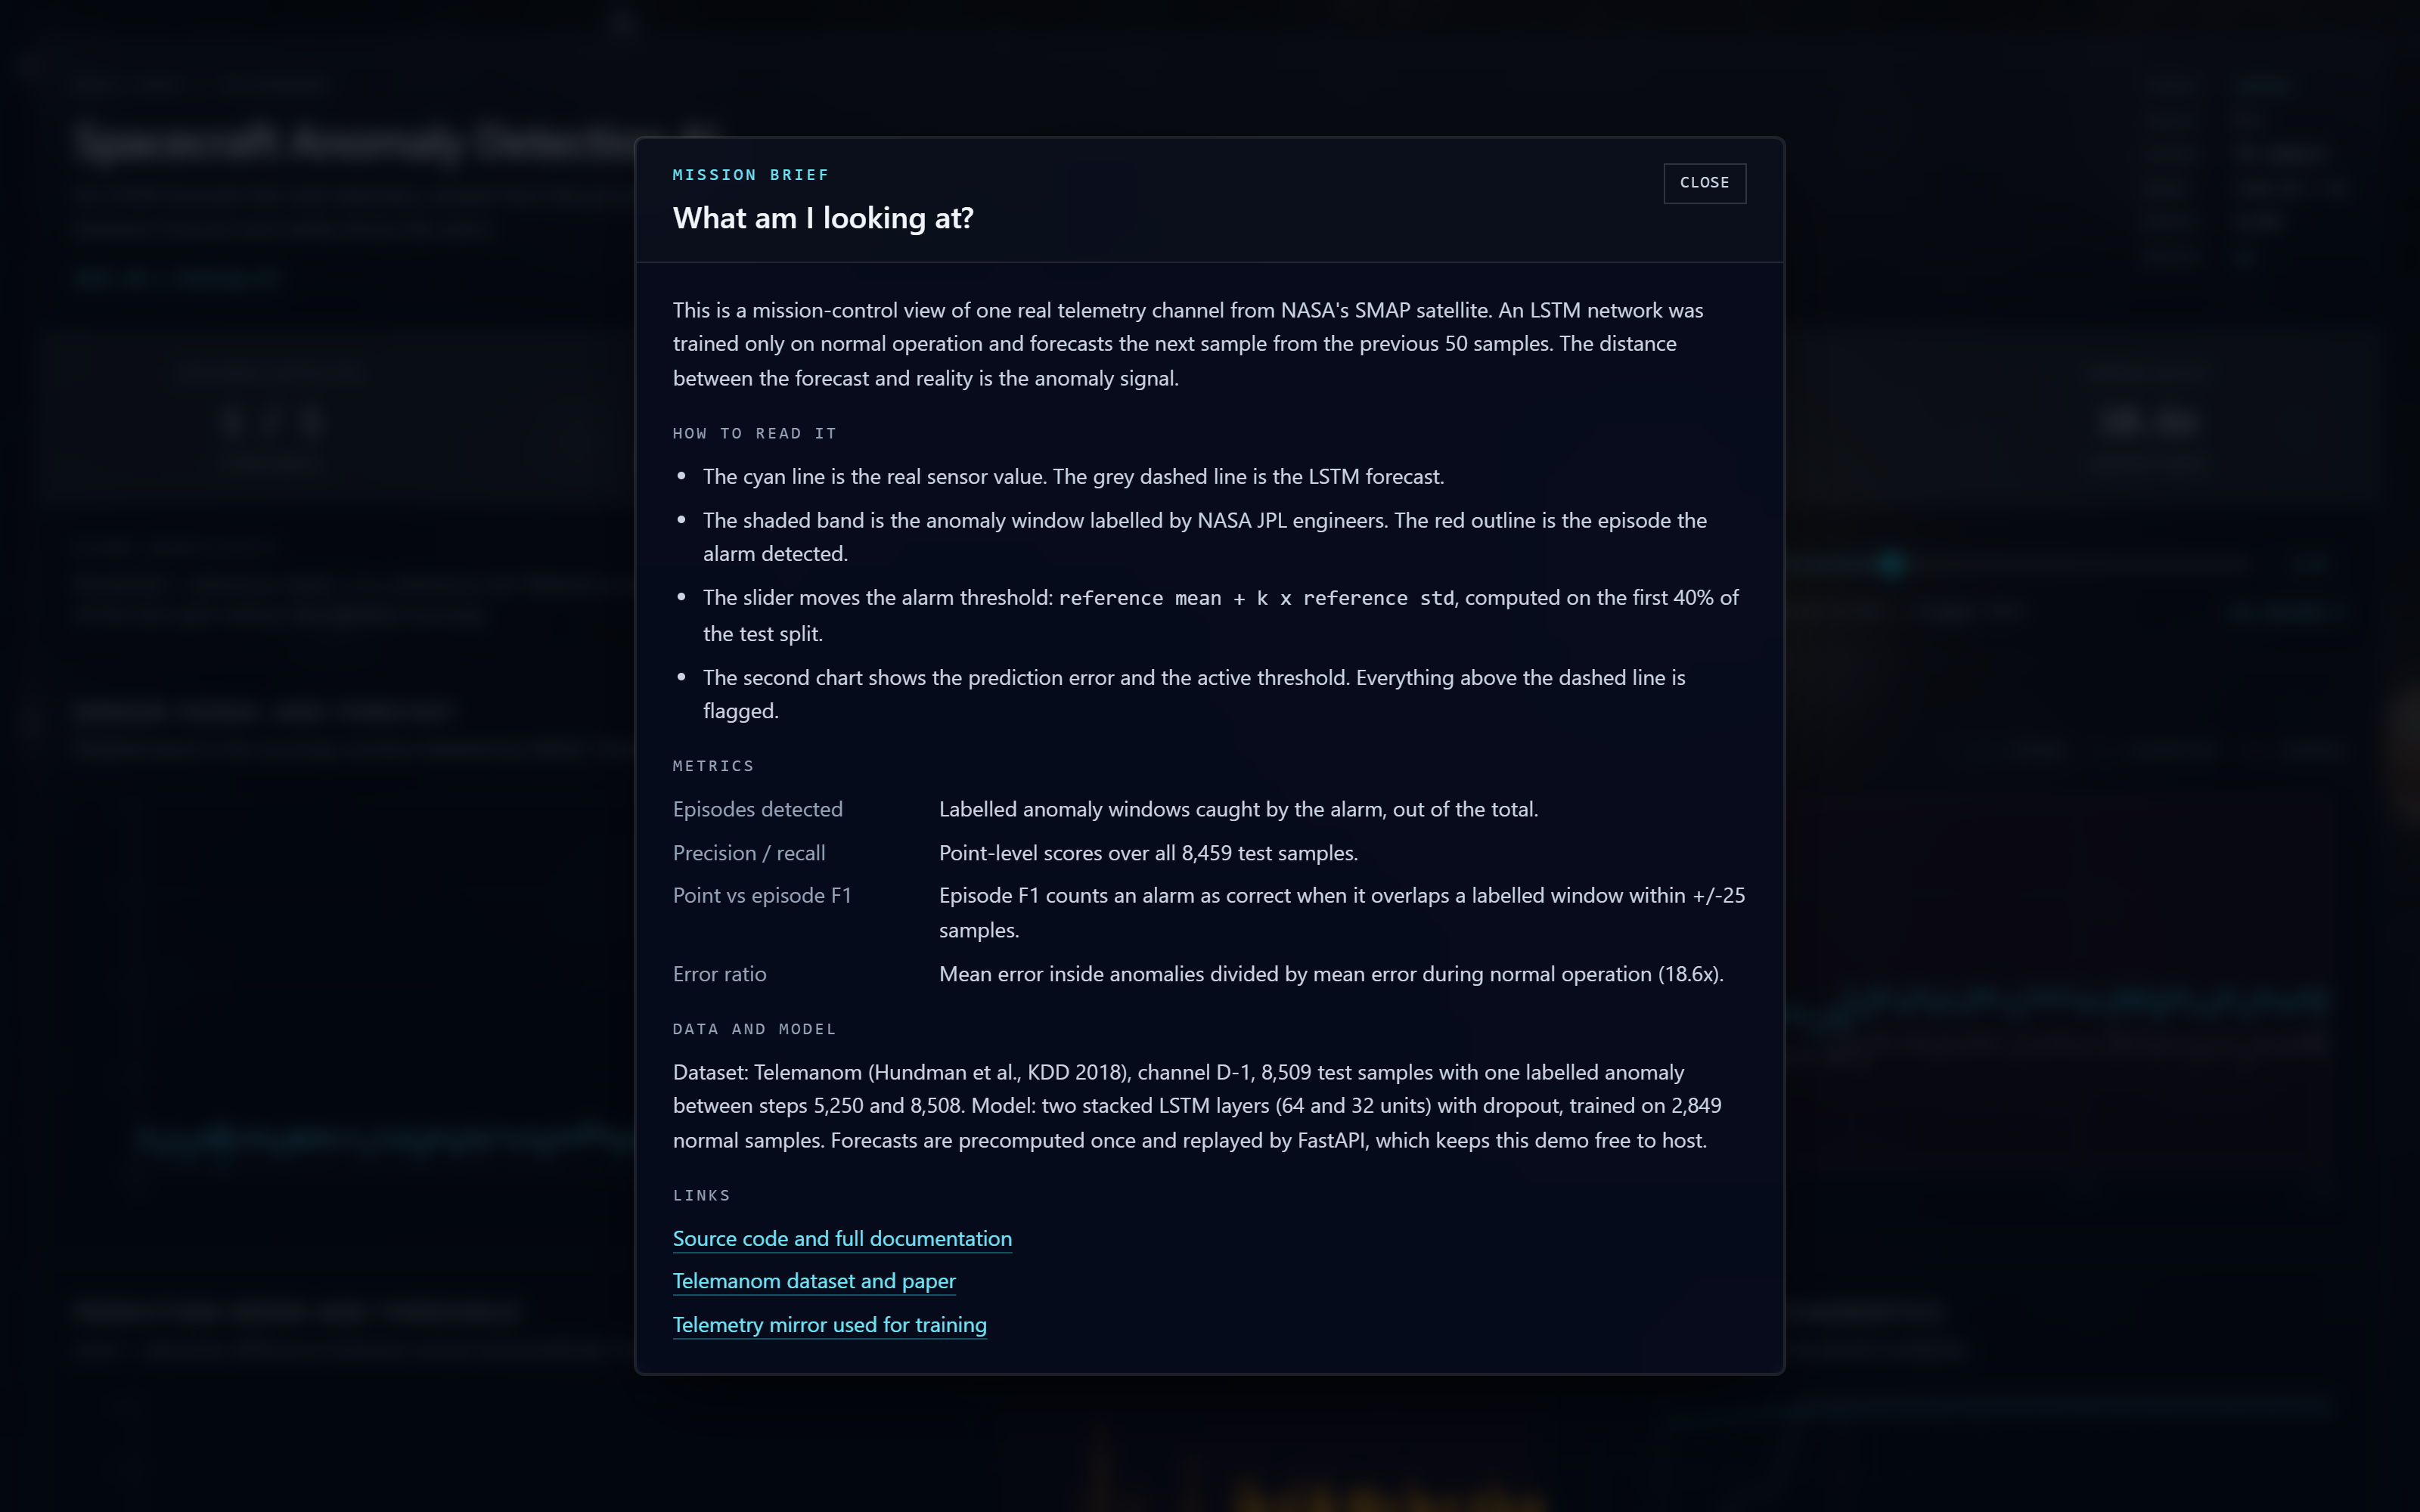 Spacecraft Anomaly Detection
MISSION BRIEF
CLOSE
What am I looking at?
This is a mission-control view of one real telemetry channel from NASA's SMAP satellite. An LSTM network was
trained only on normal operation and forecasts the next sample from the previous 50 samples. The distance
between the forecast and reality is the anomaly signal.
HOW TO READ IT
• The cyan line is the real sensor value. The grey dashed line is the LSTM forecast.
• The shaded band is the anomaly window labelled by NASA JPL engineers. The red outline is the episode the
alarm detected.
• The slider moves the alarm threshold: reference mean + k x reference std, computed on the first 40% of
the test split.
• The second chart shows the prediction error and the active threshold. Everything above the dashed line is
flagged.
METRICS
Episodes detected Labelled anomaly windows caught by the alarm, out of the total.
Precision / recall Point-level scores over all 8,459 test samples.
Point vs episode F1 Episode F1 counts an alarm as correct when it overlaps a labelled window within +/-25
samples.
Error ratio Mean error inside anomalies divided by mean error during normal operation (18.6x).
DATA AND MODEL
Dataset: Telemanom (Hundman et al., KDD 2018), channel D-1, 8,509 test samples with one labelled anomaly
between steps 5,250 and 8,508. Model: two stacked LSTM layers (64 and 32 units) with dropout, trained on 2,849
normal samples. Forecasts are precomputed once and replayed by FastAPI, which keeps this demo free to host.
LINKS
Source code and full documentation
Telemanom dataset and paper
Telemetry mirror used for training